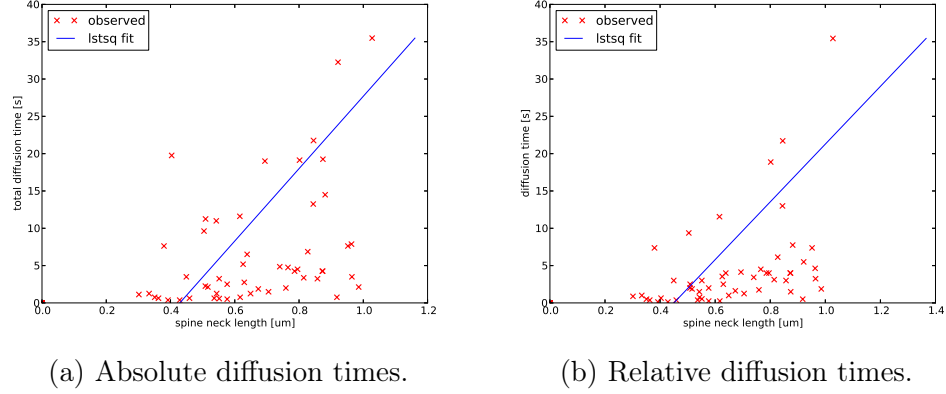 40
35
30
25
20
15
10
5
0
total diffusion time [s]
observed
lstsq fit
0.0 0.2 0.4 0.6 0.8 1.0 1.2
spine neck length [um]
(a) Absolute diffusion times.
40
35
30
25
20
15
10
5
0
diffusion time [s]
observed
lstsq fit
0.0 0.2 0.4 0.6 0.8 1.0 1.2 1.4
spine neck length [um]
(b) Relative diffusion times.